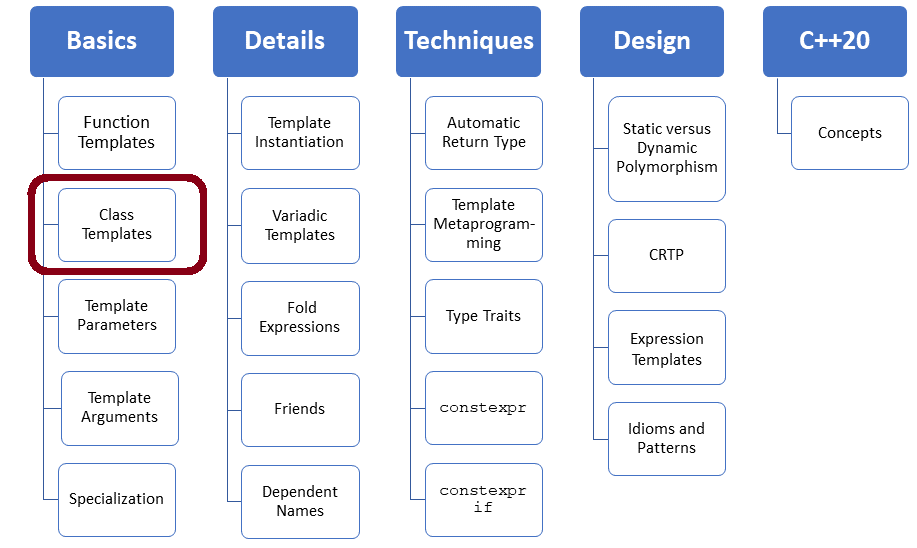 Basics
Function
Templates
Class
Templates
Template
Parameters
Template
Arguments
Specialization
Details
Template
Instantiation
Variadic
Templates
Fold
Expressions
Friends
Dependent
Names
Techniques
Automatic
Return Type
Template
Metaprogram-
ming
Type Traits
constexpr
constexpr
if
Design
Static versus
Dynamic
Polymorphism
CRTP
Expression
Templates
Idioms and
Patterns
C++20
Concepts